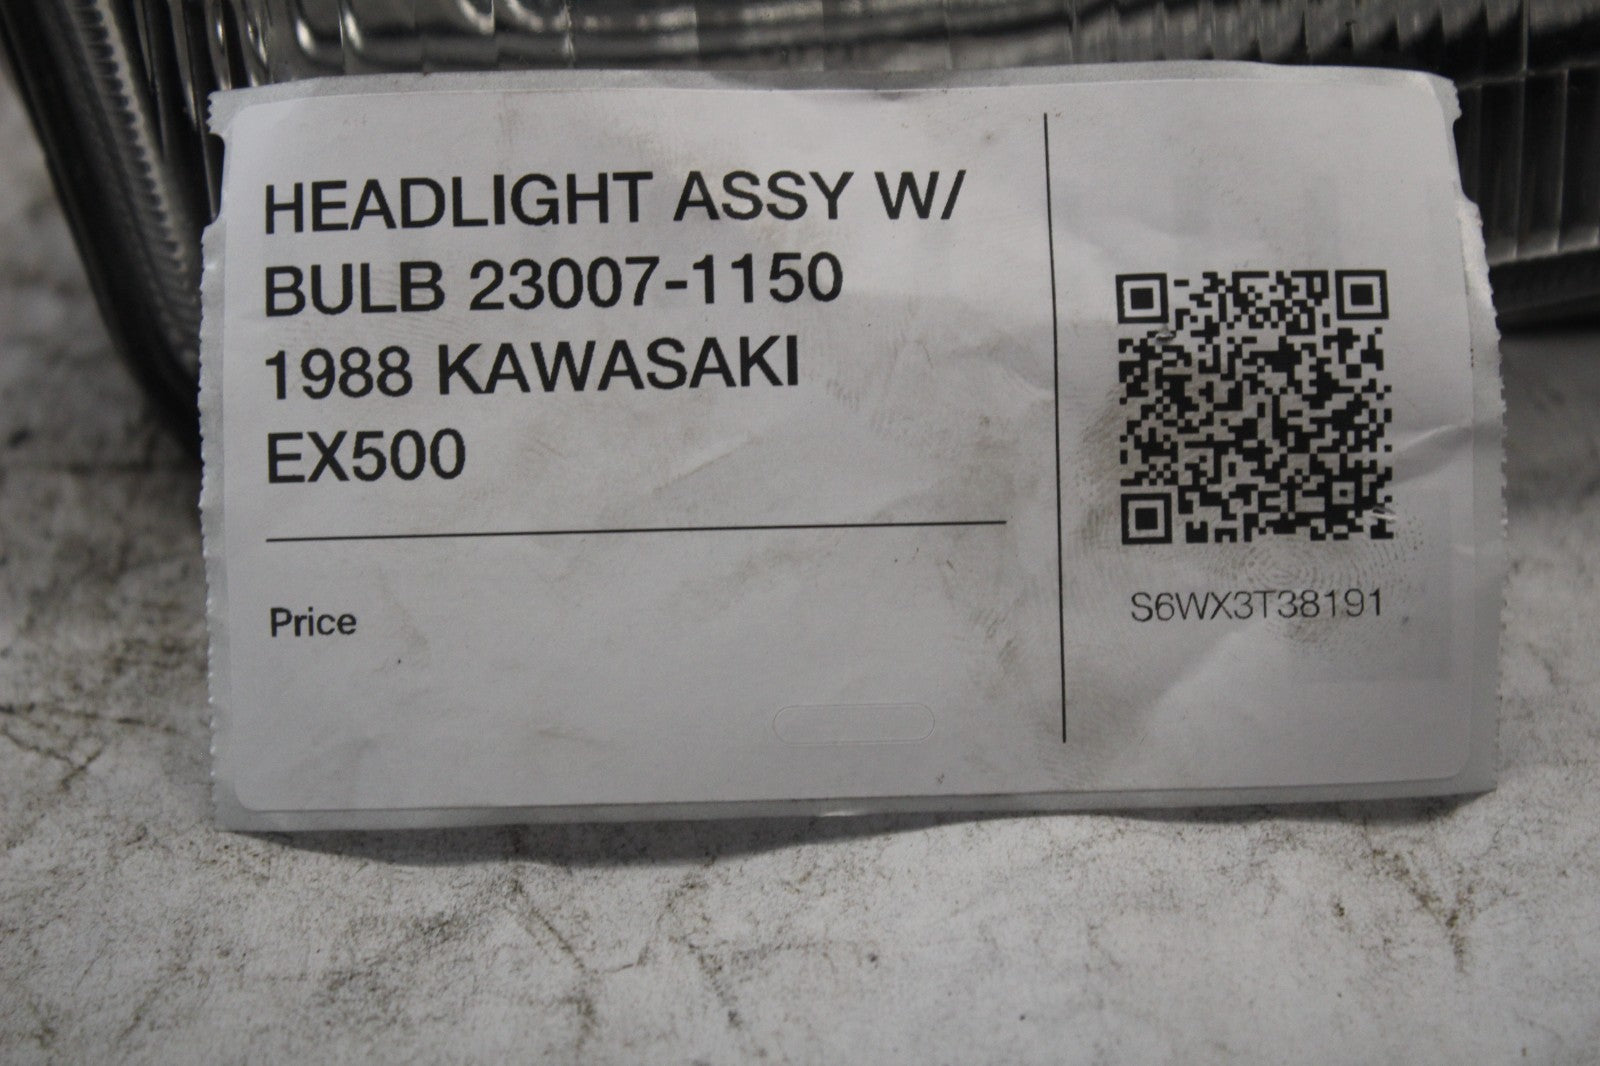 HEADLIGHT ASSY W/
BULB 23007-1150
1988 KAWASAKI
EX500
Price
S6WX3T38191